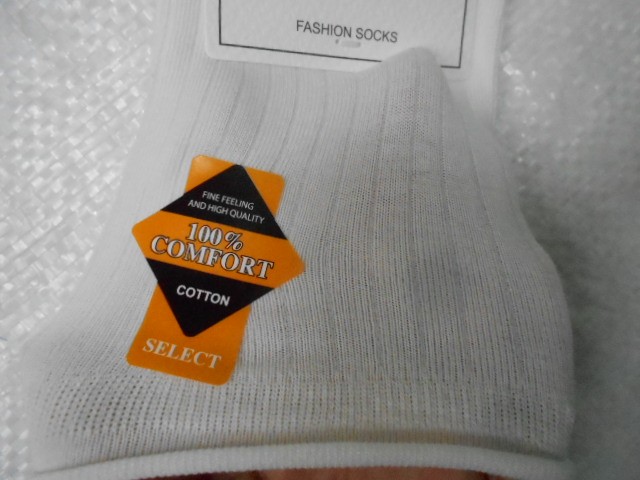 FASHION SOCKS
FINE FEELING
AND HIGH QUALITY
100%
COMFORT
COTTON
SELECT